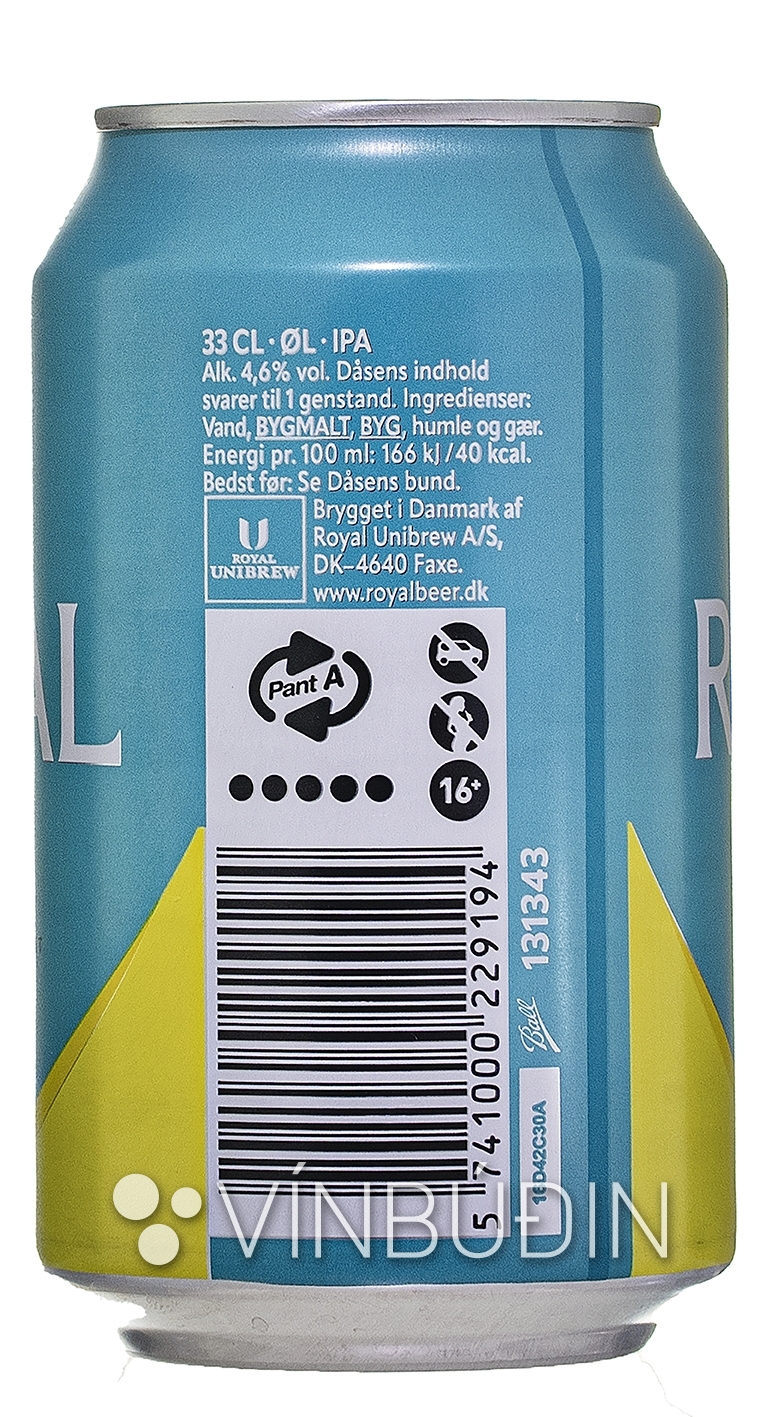 33 CL · ØL · IPA
Alk. 4,6% vol. Dåsens indhold
svarer til 1 genstand. Ingredienser:
Vand, BYGMALT, BYG, humle og gær.
Energi pr. 100 ml: 166 kJ/40 kcal.
Bedst før: Se Dåsens bund.
ROYAL
UNIBREW
Brygget i Danmark af
Royal Unibrew A/S,
DK–4640 Faxe.
www.royalbeer.dk
AL
R
Pant A
16+
5 741000 229194
Ball 131343
16D42C30A
VÍNBÚÐIN